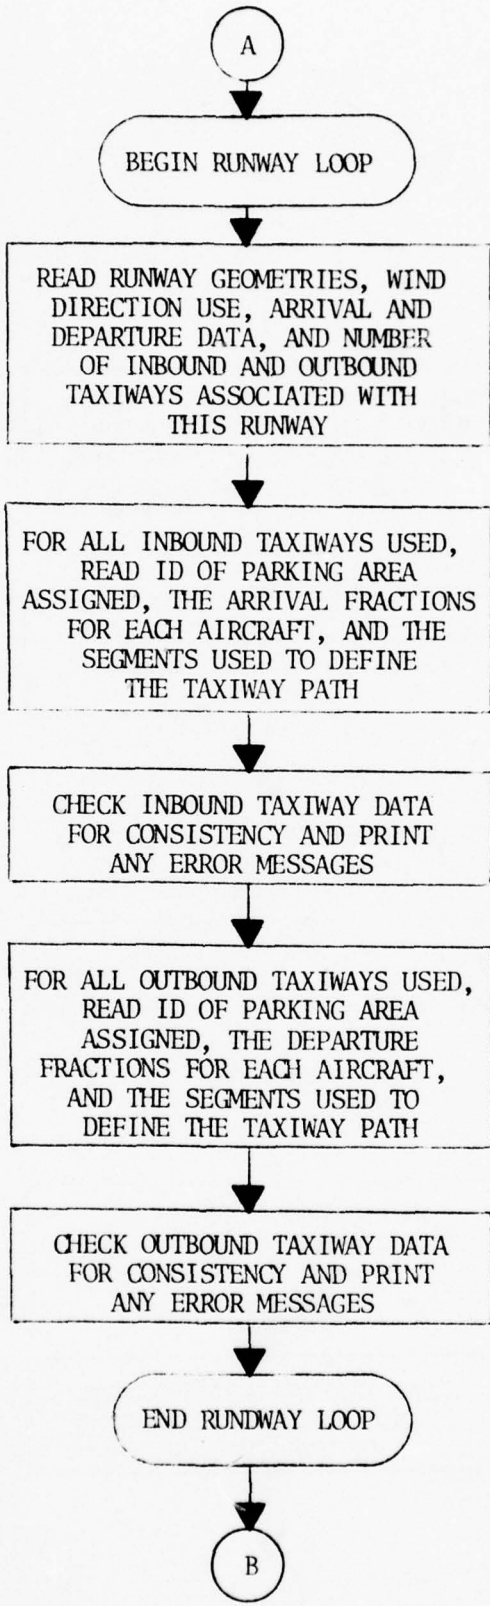 A
BEGIN RUNWAY LOOP
READ RUNWAY GEOMETRIES, WIND
DIRECTION USE, ARRIVAL AND
DEPARTURE DATA, AND NUMBER
OF INBOUND AND OUTBOUND
TAXIWAYS ASSOCIATED WITH
THIS RUNWAY
FOR ALL INBOUND TAXIWAYS USED,
READ ID OF PARKING AREA
ASSIGNED, THE ARRIVAL FRACTIONS
FOR EACH AIRCRAFT, AND THE
SEGMENTS USED TO DEFINE
THE TAXIWAY PATH
CHECK INBOUND TAXIWAY DATA
FOR CONSISTENCY AND PRINT
ANY ERROR MESSAGES
FOR ALL OUTBOUND TAXIWAYS USED,
READ ID OF PARKING AREA
ASSIGNED, THE DEPARTURE
FRACTIONS FOR EACH AIRCRAFT,
AND THE SEGMENTS USED TO
DEFINE THE TAXIWAY PATH
CHECK OUTBOUND TAXIWAY DATA
FOR CONSISTENCY AND PRINT
ANY ERROR MESSAGES
END RUNDWAY LOOP
B